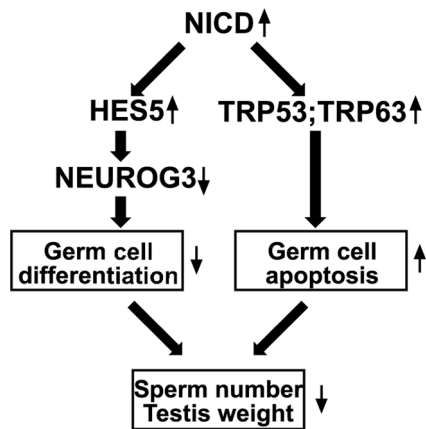 NICD
HES5
TRP53;TRP63
NEUROG3
Germ cell
differentiation
Germ cell
apoptosis
Sperm number
Testis weight